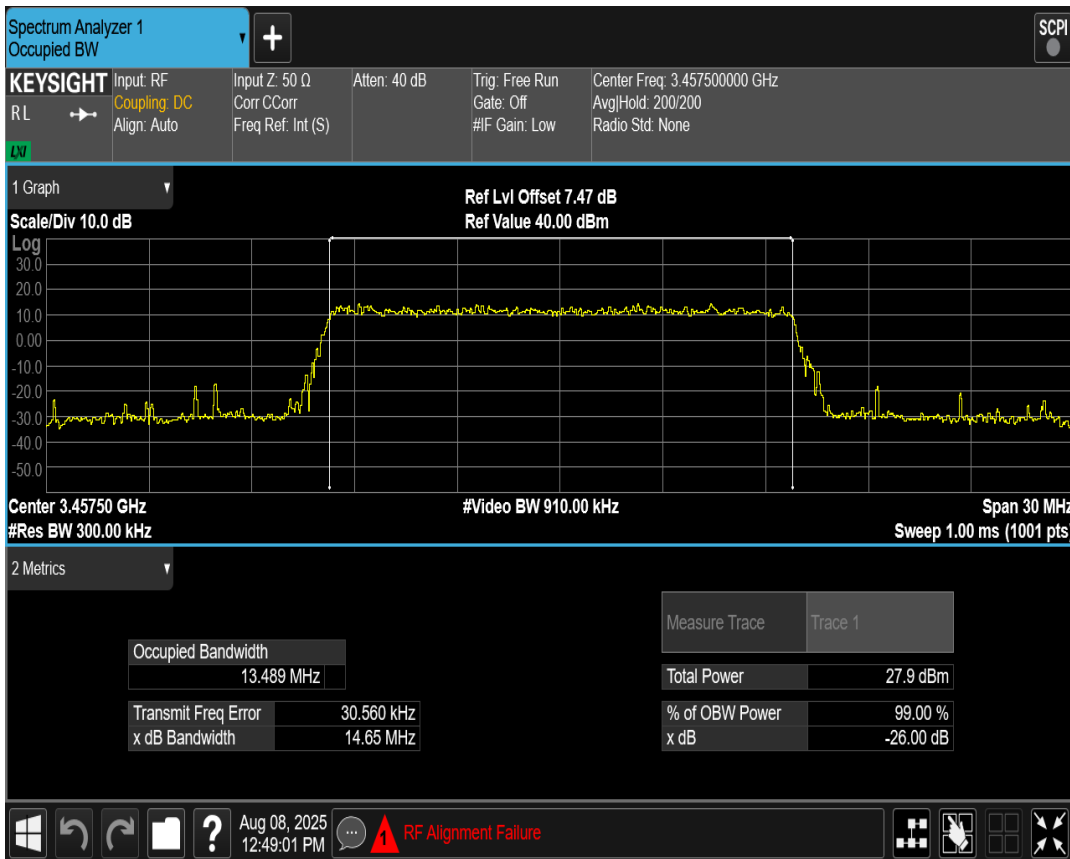 Spectrum Analyzer 1
Occupied BW
+
SCPI
KEYSIGHT
R L
LXI
Input: RF
Coupling: DC
Align: Auto
Input Z: 50 Ω
Corr CCorr
Freq Ref: Int (S)
Atten: 40 dB
Trig: Free Run
Gate: Off
#IF Gain: Low
Center Freq: 3.457500000 GHz
Avg|Hold: 200/200
Radio Std: None
1 Graph
Scale/Div 10.0 dB
Ref Lvl Offset 7.47 dB
Ref Value 40.00 dBm
Log
30.0
20.0
10.0
0.00
-10.0
-20.0
-30.0
-40.0
-50.0
Center 3.45750 GHz
#Video BW 910.00 kHz
Span 30 MHz
#Res BW 300.00 kHz
Sweep 1.00 ms (1001 pts)
2 Metrics
Measure Trace Trace 1
Occupied Bandwidth
13.489 MHz
Total Power 27.9 dBm
Transmit Freq Error 30.560 kHz
% of OBW Power 99.00 %
x dB Bandwidth 14.65 MHz
x dB -26.00 dB
?
Aug 08, 2025
12:49:01 PM
1
RF Alignment Failure